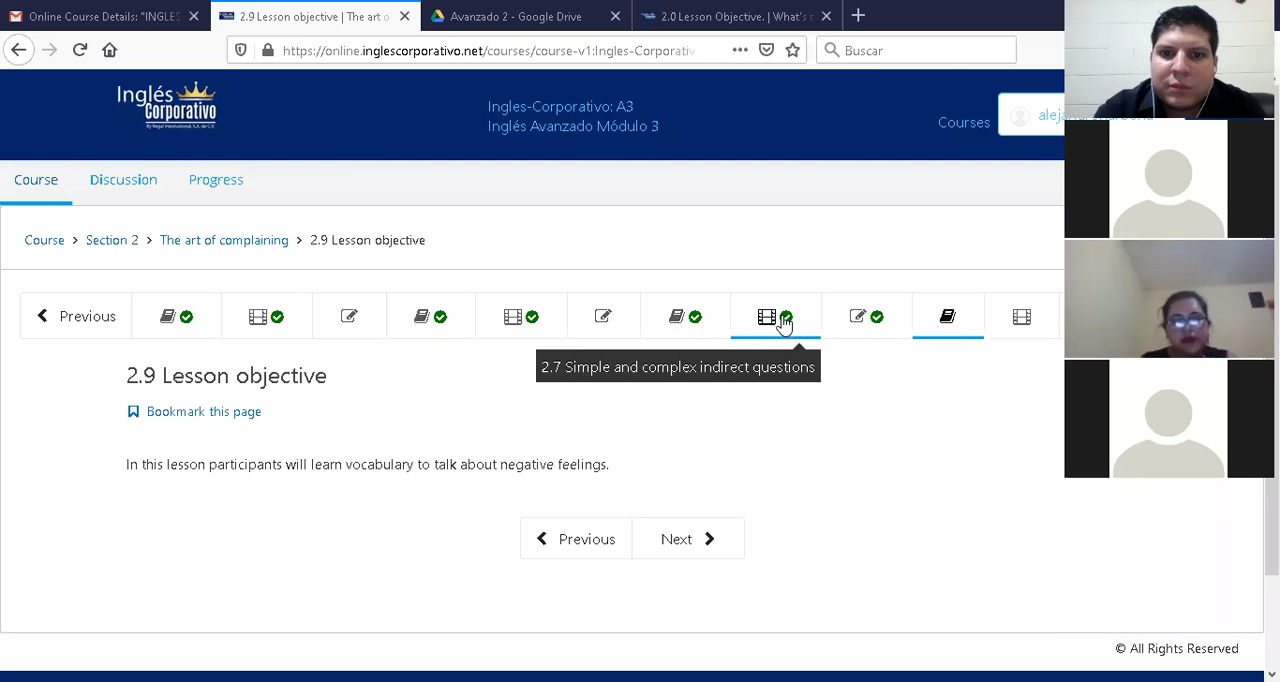 Online Course Details: "INGLES
2.9 Lesson objective | The art o
Avanzado 2 - Google Drive
2.0 Lesson Objective. | What's t
https://online.inglescorporativo.net/courses/course-v1:Ingles-Corporativ
Buscar
Inglés
Corporativo
Ingles-Corporativo: A3
Inglés Avanzado Módulo 3
Courses
Course
Discussion
Progress
Course > Section 2 > The art of complaining > 2.9 Lesson objective
Previous
2.7 Simple and complex indirect questions
2.9 Lesson objective
Bookmark this page
In this lesson participants will learn vocabulary to talk about negative feelings.
Previous
Next
© All Rights Reserved